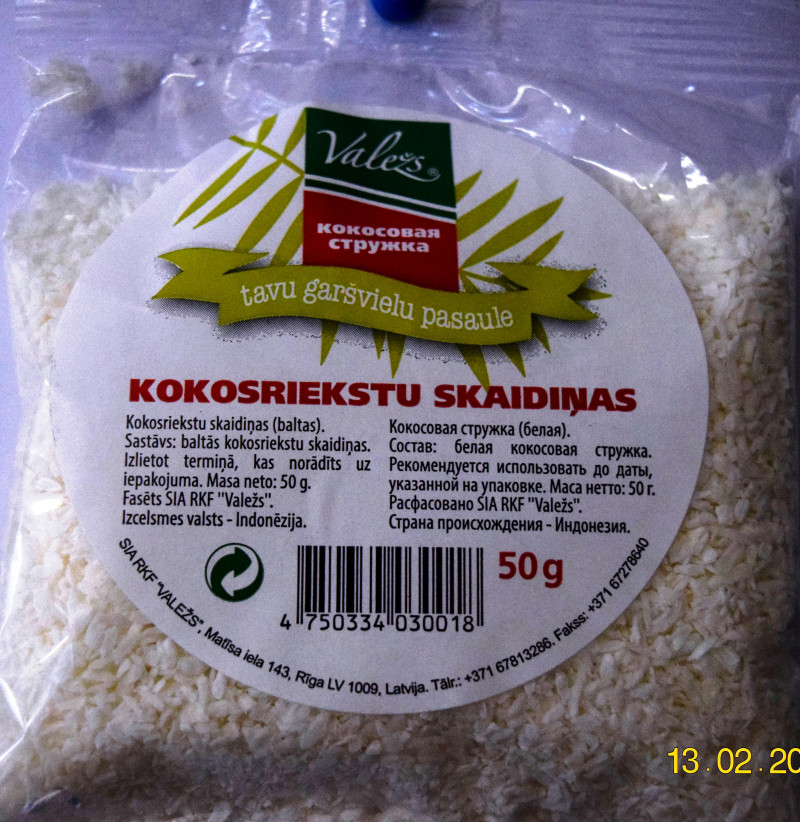 Valežs®
кокосовая
стружка
tavu garšvielu pasaule
KOKOSRIEKSTU SKAIDIŅAS
Kokosriekstu skaidiņas (baltas).
Sastāvs: baltās kokosriekstu skaidiņas.
Izlietot termiņā, kas norādīts uz
iepakojuma. Masa neto: 50 g.
Fasēts SIA RKF "Valežs".
Izcelsmes valsts - Indonēzija.
Кокосовая стружка (белая).
Состав: белая кокосовая стружка.
Рекомендуется использовать до даты,
указанной на упаковке. Маса нетто: 50 г.
Расфасовано SIA RKF "Valežs".
Страна происхождения - Индонезия.
50g
4 750334 030018
SIA RKF "VALEŽS", Matīsa iela 143, Rīga LV 1009, Latvija. Tālr.: +371 67813286. Fakss: +371 67278640
13.02.20